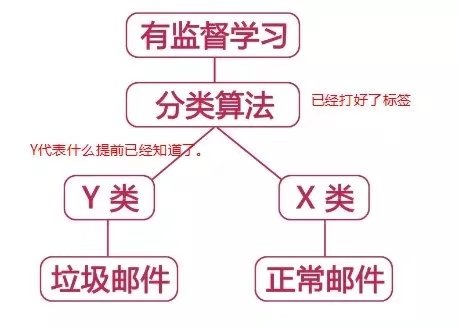 有监督学习
分类算法
已经打好了标签
Y代表什么提前已经知道了。
Y 类
X 类
垃圾邮件
正常邮件